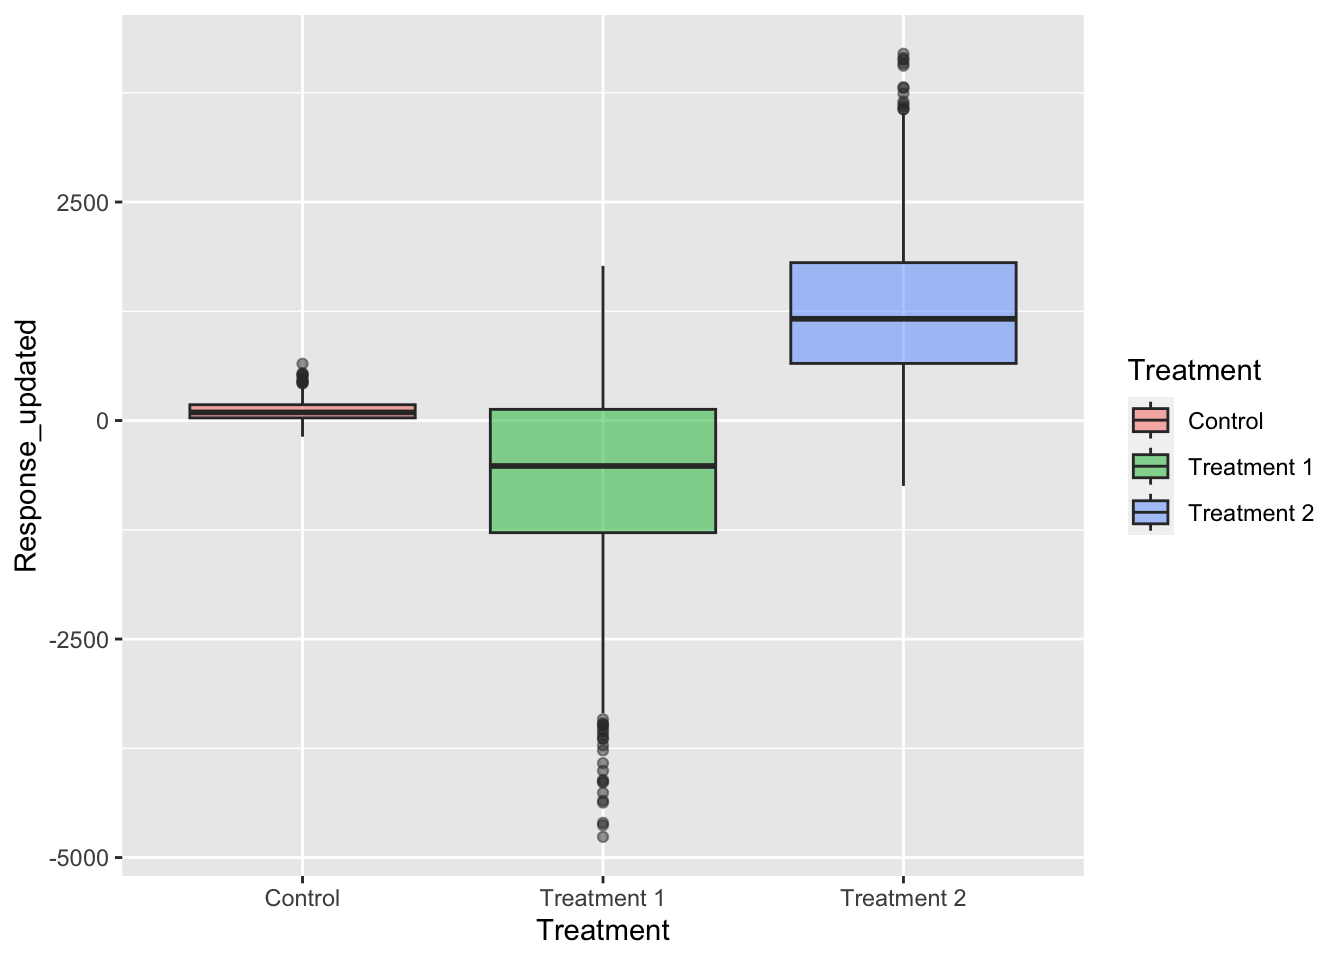 Response_updated
2500
0
-2500
-5000
Control
Treatment 1
Treatment 2
Treatment
Treatment
Control
Treatment 1
Treatment 2